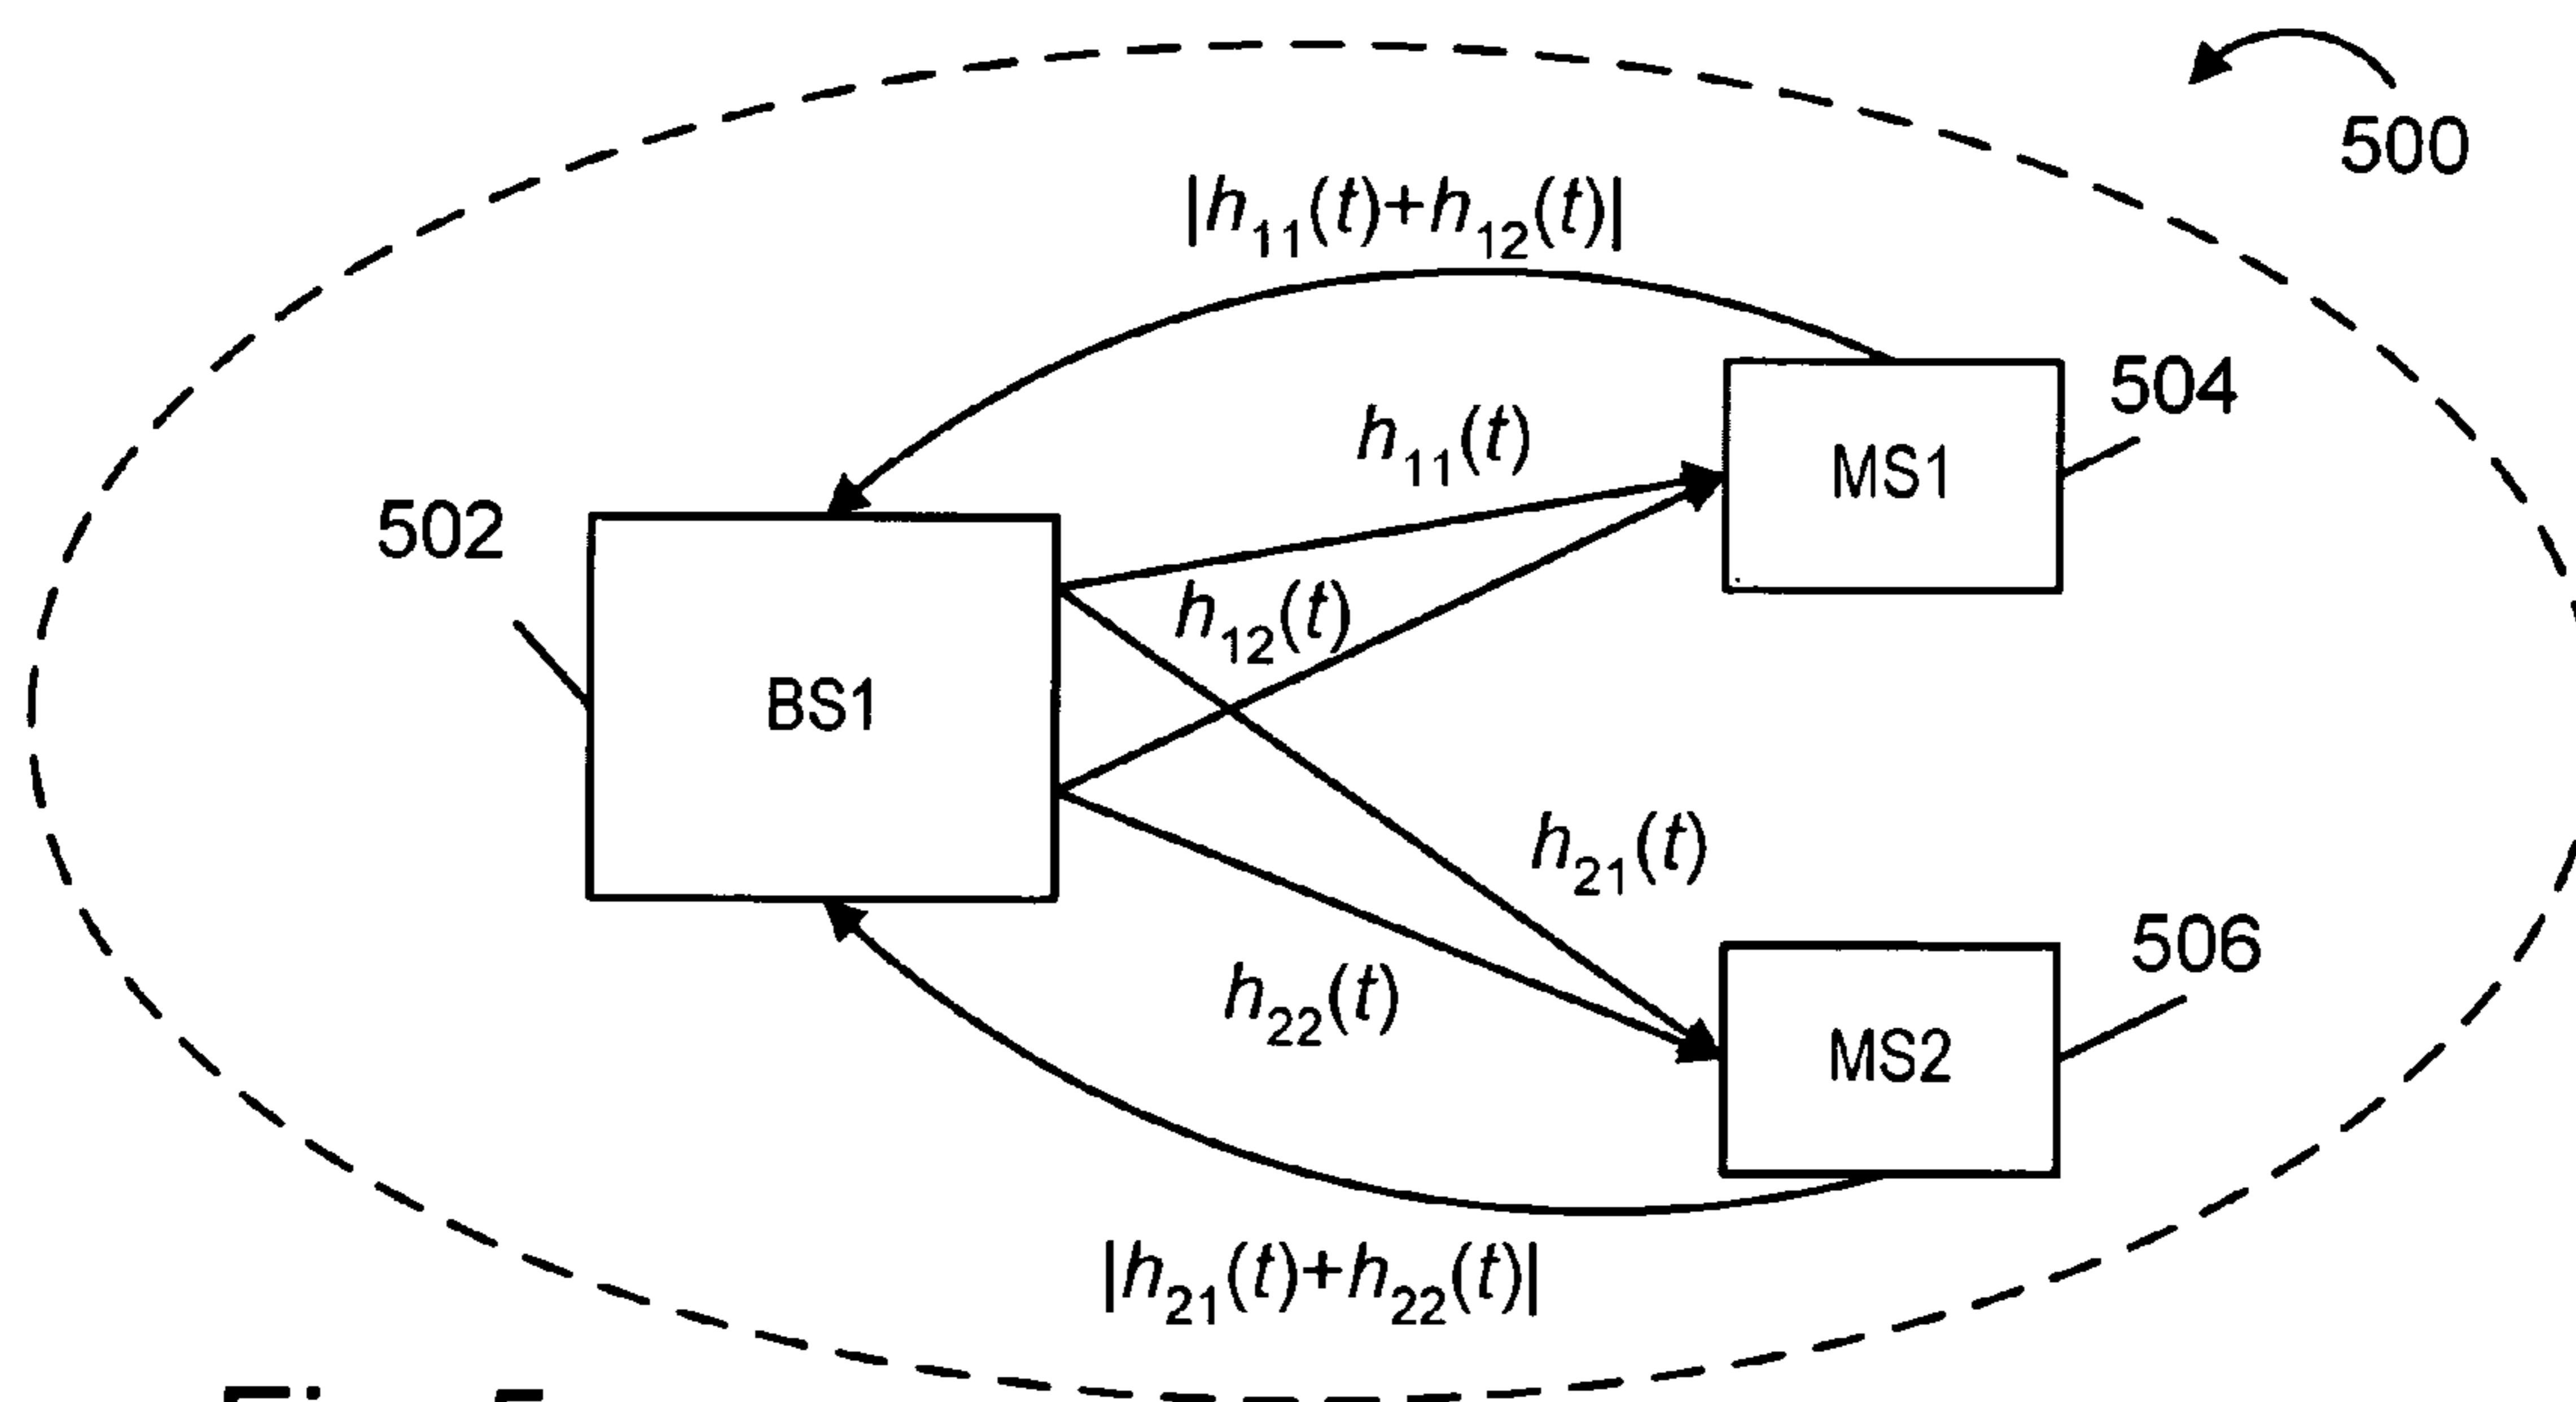 500
|h₁₁(t)+h₁₂(t)|
504
h₁₁(t)
MS1
502
h₁₂(t)
BS1
h₂₁(t)
506
h₂₂(t)
MS2
|h₂₁(t)+h₂₂(t)|